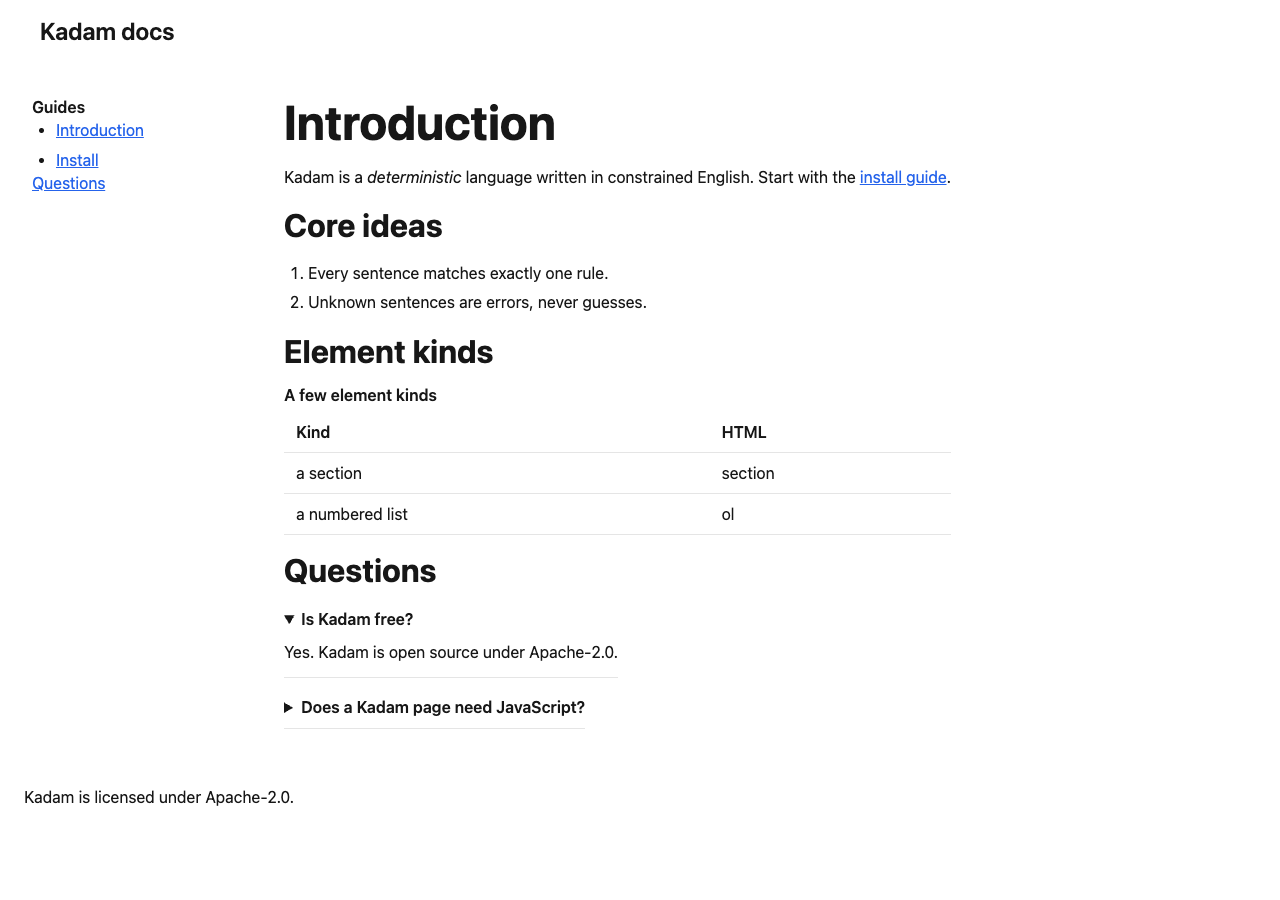 Kadam docs
Guides
Introduction
Install
Questions
Introduction
Kadam is a deterministic language written in constrained English. Start with the install guide.
Core ideas
1. Every sentence matches exactly one rule.
2. Unknown sentences are errors, never guesses.
Element kinds
A few element kinds
Kind HTML
a section section
a numbered list ol
Questions
Is Kadam free?
Yes. Kadam is open source under Apache-2.0.
Does a Kadam page need JavaScript?
Kadam is licensed under Apache-2.0.